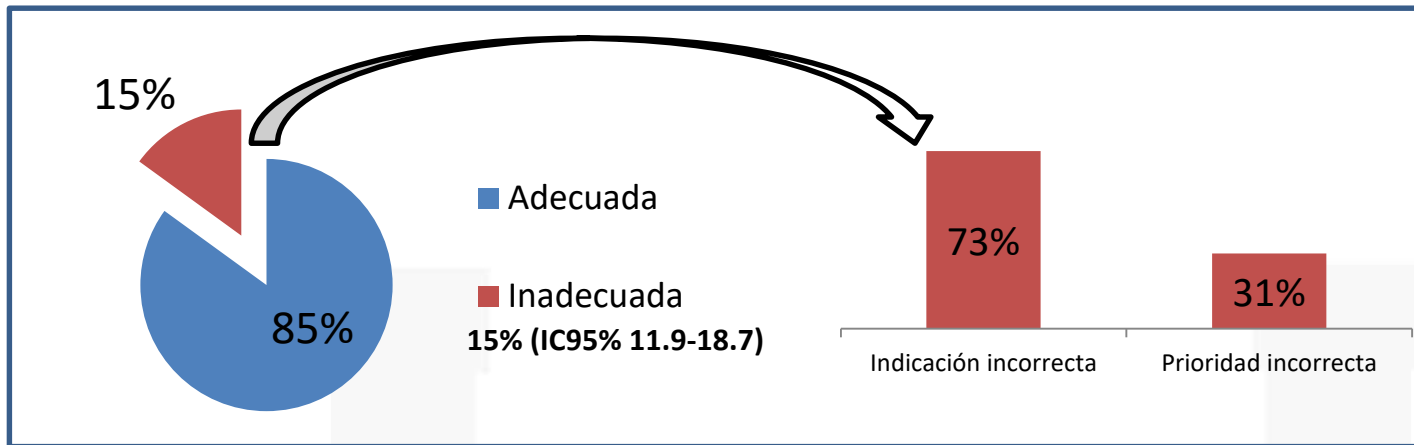 15%
85%
Adecuada
Inadecuada
15% (IC95% 11.9-18.7)
73%
31%
Indicación incorrecta
Prioridad incorrecta